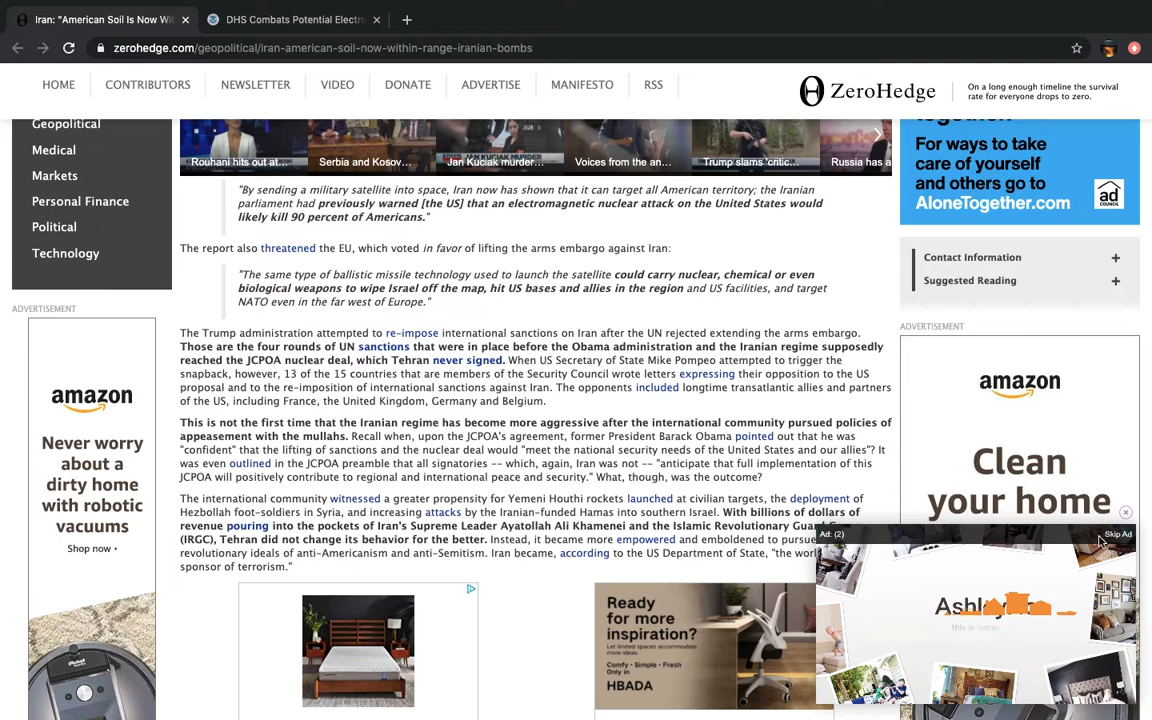 Iran: "American Soil Is Now Wit
DHS Combats Potential Electro
zerohedge.com/geopolitical/iran-american-soil-now-within-range-iranian-bombs
HOME CONTRIBUTORS NEWSLETTER VIDEO DONATE ADVERTISE MANIFESTO RSS
ZeroHedge
On a long enough timeline the survival
rate for everyone drops to zero.
Geopolitical
Medical
Markets
Personal Finance
Political
Technology
ADVERTISEMENT
amazon
Never worry
about a
dirty home
with robotic
vacuums
Shop now
Rouhani hits out at...
Serbia and Kosov...
Jan Kuciak murder...
Voices from the an...
Trump slams 'critic...
Russia has a
"By sending a military satellite into space, Iran now has shown that it can target all American territory; the Iranian
parliament had previously warned [the US] that an electromagnetic nuclear attack on the United States would
likely kill 90 percent of Americans."
The report also threatened the EU, which voted in favor of lifting the arms embargo against Iran:
"The same type of ballistic missile technology used to launch the satellite could carry nuclear, chemical or even
biological weapons to wipe Israel off the map, hit US bases and allies in the region and US facilities, and target
NATO even in the far west of Europe."
The Trump administration attempted to re-impose international sanctions on Iran after the UN rejected extending the arms embargo.
Those are the four rounds of UN sanctions that were in place before the Obama administration and the Iranian regime supposedly
reached the JCPOA nuclear deal, which Tehran never signed. When US Secretary of State Mike Pompeo attempted to trigger the
snapback, however, 13 of the 15 countries that are members of the Security Council wrote letters expressing their opposition to the US
proposal and to the re-imposition of international sanctions against Iran. The opponents included longtime transatlantic allies and partners
of the US, including France, the United Kingdom, Germany and Belgium.
This is not the first time that the Iranian regime has become more aggressive after the international community pursued policies of
appeasement with the mullahs. Recall when, upon the JCPOA's agreement, former President Barack Obama pointed out that he was
"confident" that the lifting of sanctions and the nuclear deal would "meet the national security needs of the United States and our allies"? It
was even outlined in the JCPOA preamble that all signatories -- which, again, Iran was not -- "anticipate that full implementation of this
JCPOA will positively contribute to regional and international peace and security." What, though, was the outcome?
The international community witnessed a greater propensity for Yemeni Houthi rockets launched at civilian targets, the deployment of
Hezbollah foot-soldiers in Syria, and increasing attacks by the Iranian-funded Hamas into southern Israel. With billions of dollars of
revenue pouring into the pockets of Iran's Supreme Leader Ayatollah Ali Khamenei and the Islamic Revolutionary Guard
(IRGC), Tehran did not change its behavior for the better. Instead, it became more empowered and emboldened to pursue
revolutionary ideals of anti-Americanism and anti-Semitism. Iran became, according to the US Department of State, "the
sponsor of terrorism."
Ready
for more
inspiration?
Let limited spaces accommodate
more ideas.
Comfy · Simple · Fresh
Only in
HBADA
together
For ways to take
care of yourself
and others go to
AloneTogether.com
ad
COUNCIL
Contact Information +
Suggested Reading +
ADVERTISEMENT
amazon
Clean
your home
Ad: (2)
Skip Ad